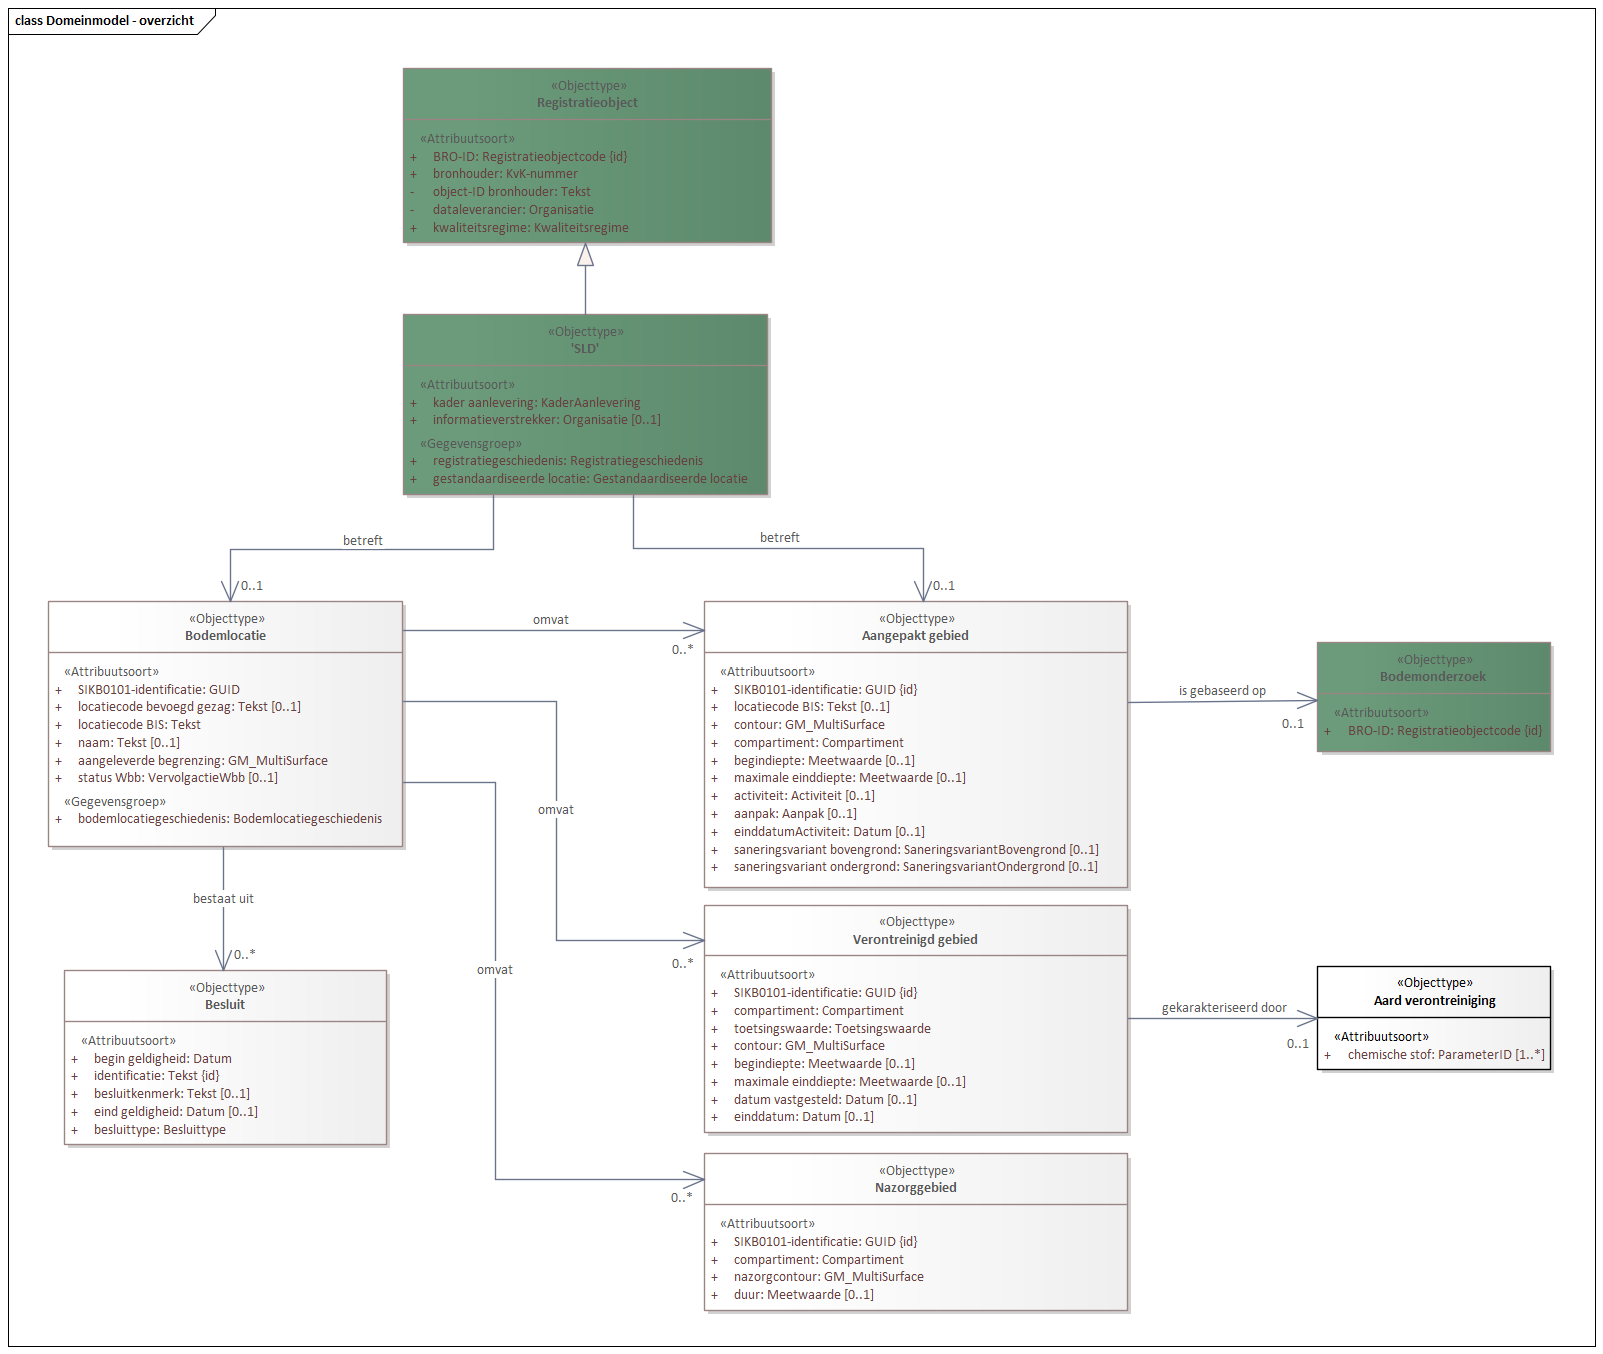 class Domeinmodel - overzicht
«Objecttype»
Registratieobject
«Attribuutsoort»
+ BRO-ID: Registratieobjectcode {id}
+ bronhouder: KvK-nummer
- object-ID bronhouder: Tekst
- dataleverancier: Organisatie
+ kwaliteitsregime: Kwaliteitsregime
«Objecttype»
'SLD'
«Attribuutsoort»
+ kader aanlevering: KaderAanlevering
+ informatieverstrekker: Organisatie [0..1]
«Gegevensgroep»
+ registratiegeschiedenis: Registratiegeschiedenis
+ gestandaardiseerde locatie: Gestandaardiseerde locatie
betreft
0..1
betreft
0..1
«Objecttype»
Bodemlocatie
«Attribuutsoort»
+ SIKB0101-identificatie: GUID
+ locatiecode bevoegd gezag: Tekst [0..1]
+ locatiecode BIS: Tekst
+ naam: Tekst [0..1]
+ aangeleverde begrenzing: GM_MultiSurface
+ status Wbb: VervolgactieWbb [0..1]
«Gegevensgroep»
+ bodemlocatiegeschiedenis: Bodemlocatiegeschiedenis
omvat
0..*
omvat
0..*
omvat
0..*
«Objecttype»
Aangepakt gebied
«Attribuutsoort»
+ SIKB0101-identificatie: GUID {id}
+ locatiecode BIS: Tekst [0..1]
+ contour: GM_MultiSurface
+ compartiment: Compartiment
+ begindiepte: Meetwaarde [0..1]
+ maximale einddiepte: Meetwaarde [0..1]
+ activiteit: Activiteit [0..1]
+ aanpak: Aanpak [0..1]
+ einddatumActiviteit: Datum [0..1]
+ saneringsvariant bovengrond: SaneringsvariantBovengrond [0..1]
+ saneringsvariant ondergrond: SaneringsvariantOndergrond [0..1]
is gebaseerd op
0..1
«Objecttype»
Bodemonderzoek
«Attribuutsoort»
+ BRO-ID: Registratieobjectcode {id}
bestaat uit
0..*
«Objecttype»
Besluit
«Attribuutsoort»
+ begin geldigheid: Datum
+ identificatie: Tekst {id}
+ besluitkenmerk: Tekst [0..1]
+ eind geldigheid: Datum [0..1]
+ besluittype: Besluittype
«Objecttype»
Verontreinigd gebied
«Attribuutsoort»
+ SIKB0101-identificatie: GUID {id}
+ compartiment: Compartiment
+ toetsingswaarde: Toetsingswaarde
+ contour: GM_MultiSurface
+ begindiepte: Meetwaarde [0..1]
+ maximale einddiepte: Meetwaarde [0..1]
+ datum vastgesteld: Datum [0..1]
+ einddatum: Datum [0..1]
gekarakteriseerd door
0..1
«Objecttype»
Aard verontreiniging
«Attribuutsoort»
+ chemische stof: ParameterID [1..*]
«Objecttype»
Nazorggebied
«Attribuutsoort»
+ SIKB0101-identificatie: GUID {id}
+ compartiment: Compartiment
+ nazorgcontour: GM_MultiSurface
+ duur: Meetwaarde [0..1]